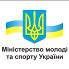 Міністерство молоді
та спорту України